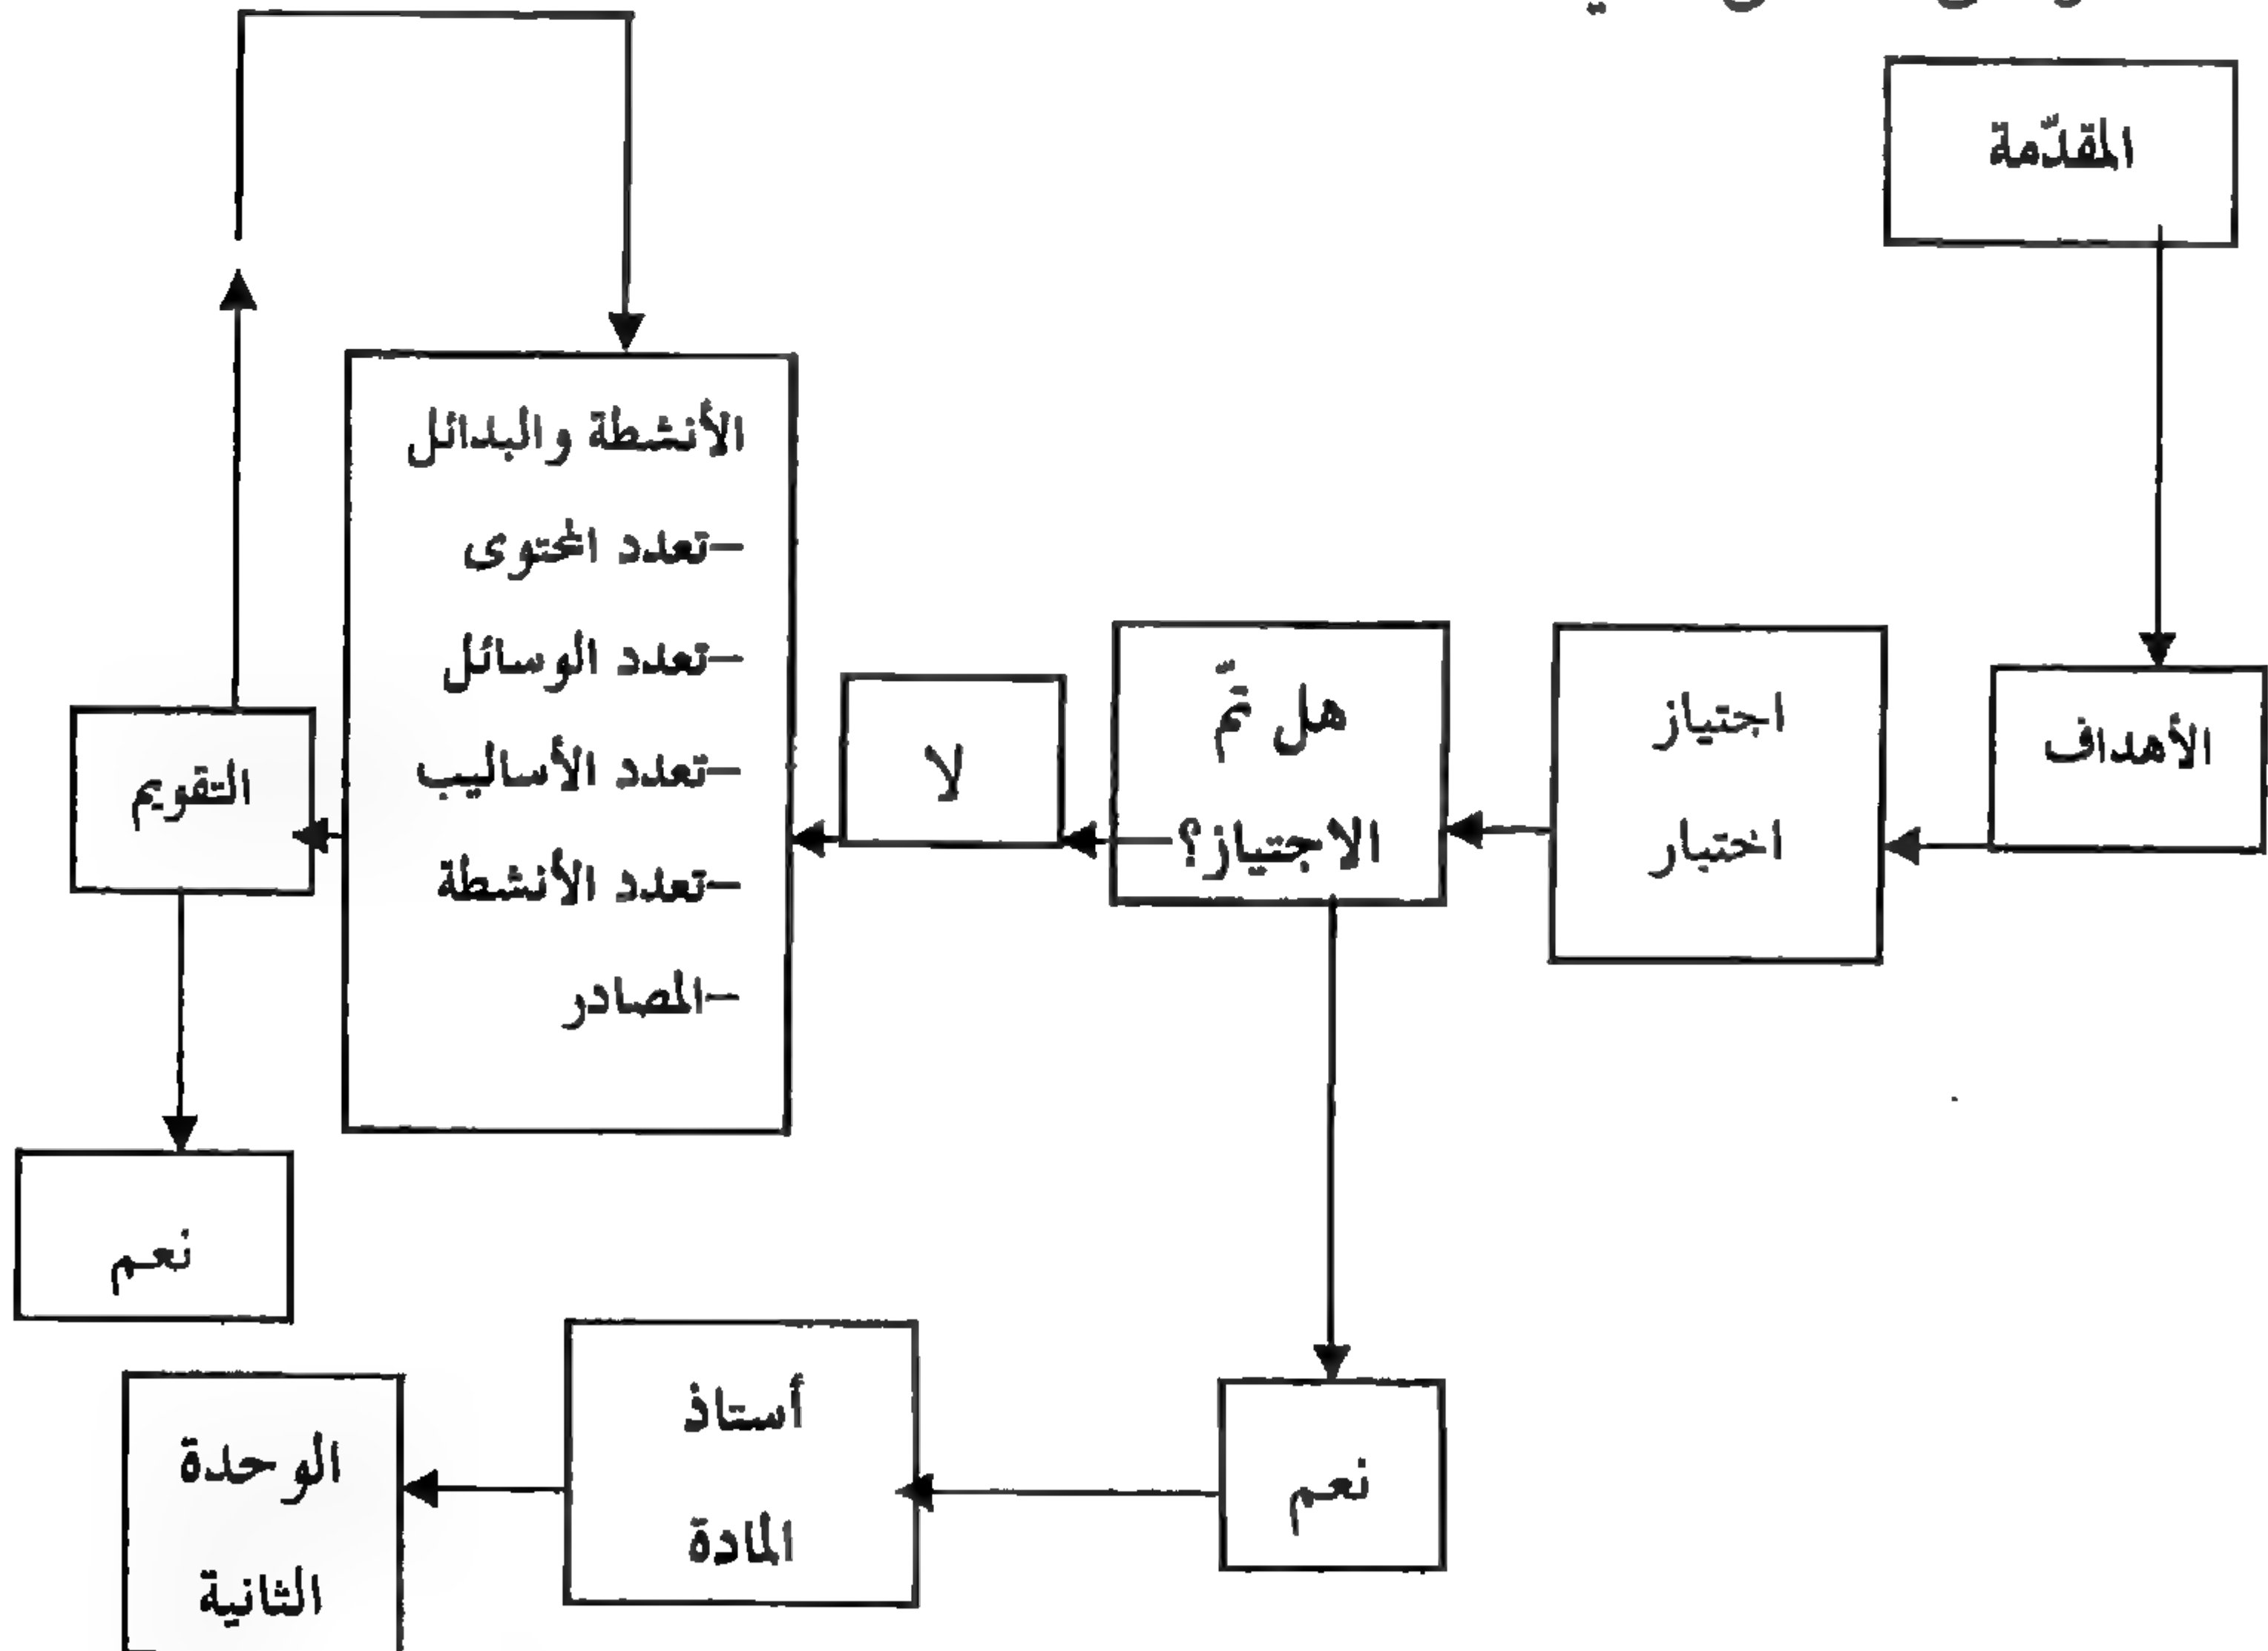 المقدّمة
الأهداف
اجتياز
اختبار
هل تمّ
الاجتياز؟
لا
الأنشطة والبدائل
-تعدد المحتوى
-تعدد الوسائل
-تعدد الأساليب
-تعدد الأنشطة
-المصادر
التقويم
نعم
نعم
أستاذ
المادة
الوحدة
الثانية